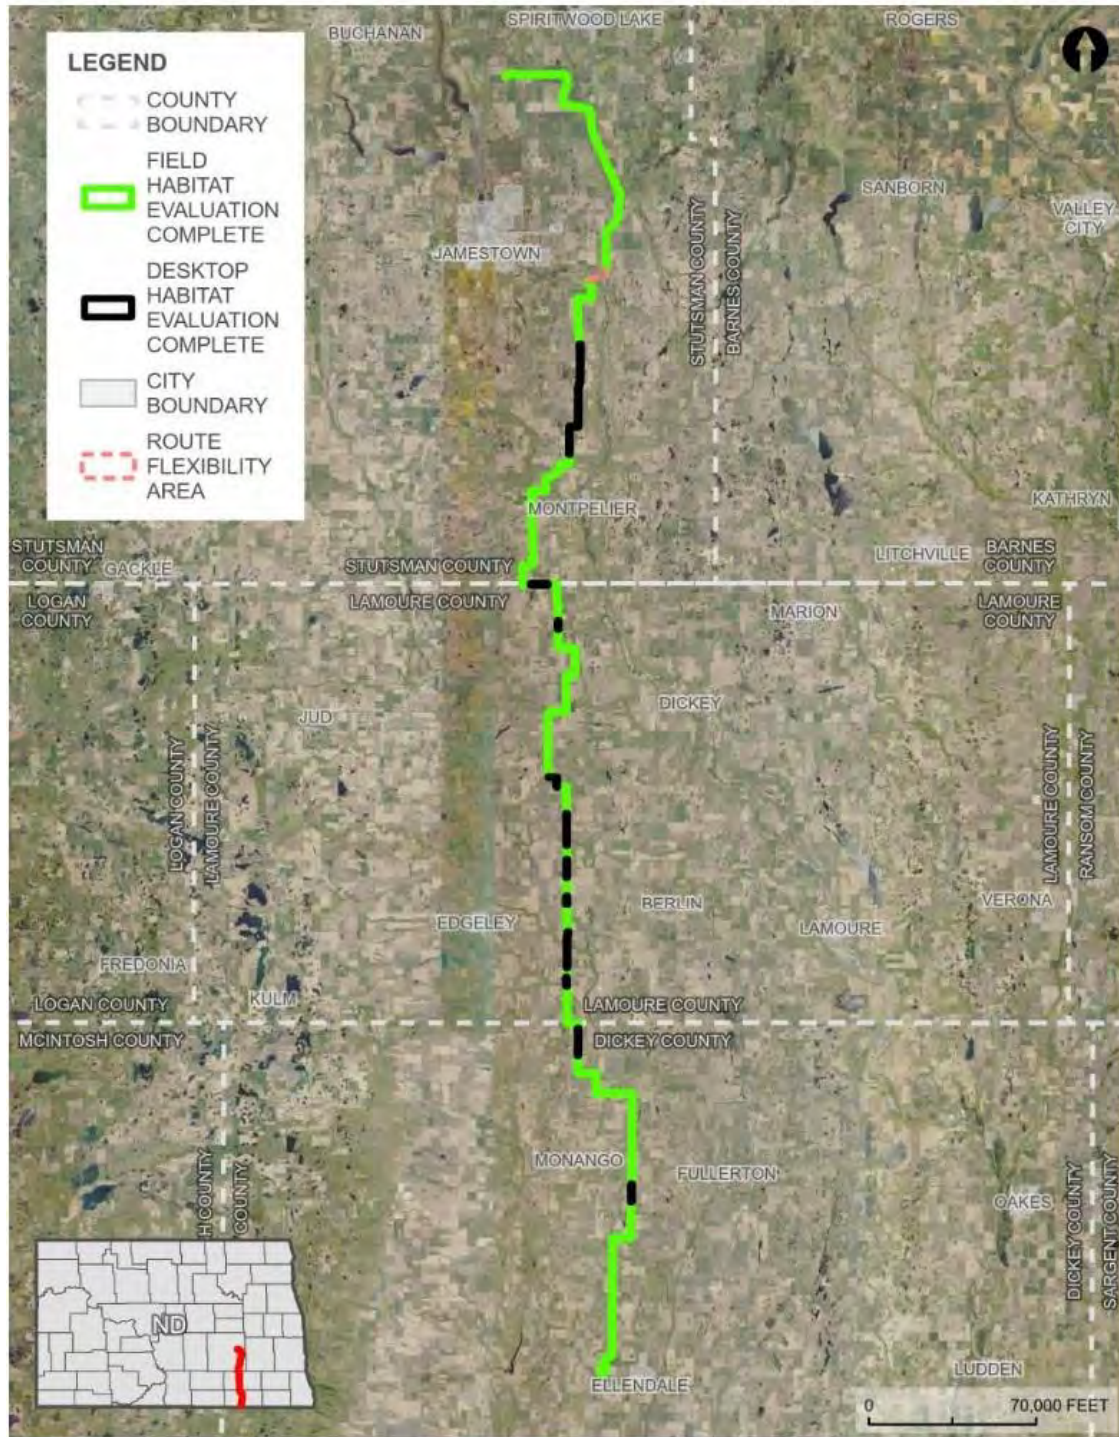 SPIRITWOOD LAKE
ROGERS
BUCHANAN
LEGEND
COUNTY
BOUNDARY
FIELD
HABITAT
EVALUATION
COMPLETE
DESKTOP
HABITAT
EVALUATION
COMPLETE
CITY
BOUNDARY
ROUTE
FLEXIBILITY
AREA
SANBORN
VALLEY
CITY
JAMESTOWN
STUTSMAN COUNTY
BARNES COUNTY
KATHRYN
MONTPELIER
STUTSMAN
COUNTY
GACKLE
STUTSMAN COUNTY
LITCHVILLE
BARNES
COUNTY
LOGAN
COUNTY
LAMOURE COUNTY
MARION
LAMOURE
COUNTY
DICKEY
JUD
LOGAN COUNTY
LAMOURE COUNTY
LAMOURE COUNTY
RANSOM COUNTY
BERLIN
VERONA
EDGELEY
LAMOURE
FREDONIA
KULM
LOGAN COUNTY
LAMOURE COUNTY
MCINTOSH COUNTY
DICKEY COUNTY
MONANGO
FULLERTON
H COUNTY
COUNTY
OAKES
DICKEY COUNTY
SARGENT COUNTY
ND
ELLENDALE
LUDDEN
0
70,000 FEET